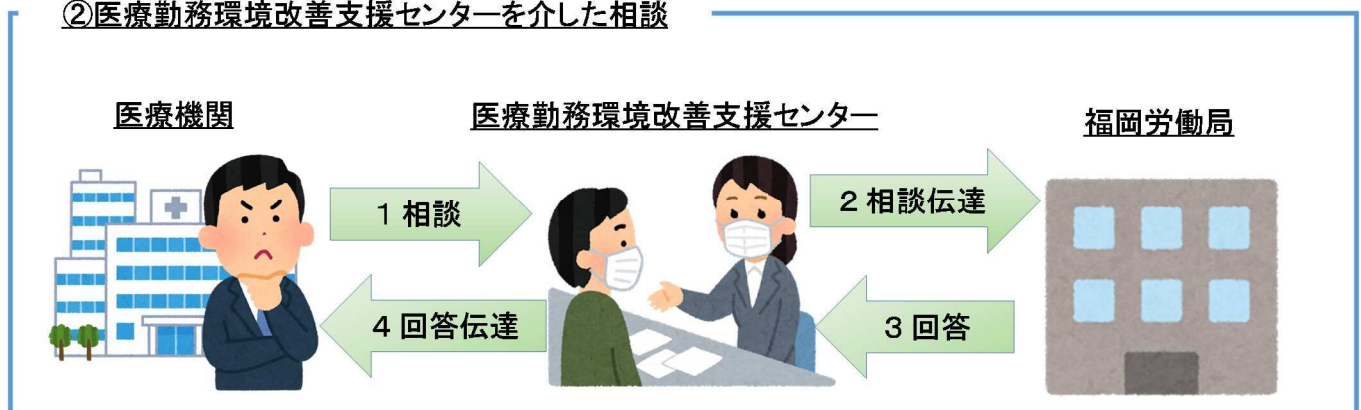 ②医療勤務環境改善支援センターを介した相談
医療機関
医療勤務環境改善支援センター
福岡労働局
1 相談
2 相談伝達
4 回答伝達
3 回答